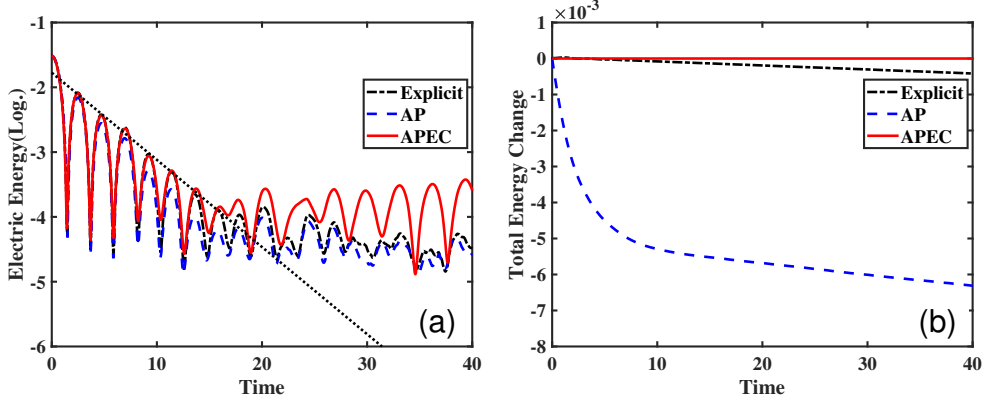 -1
-2
-3
-4
-5
-6
0
10
20
30
40
Electric Energy(Log.)
Time
Explicit
AP
APEC
(a)
×10⁻³
1
0
-1
-2
-3
-4
-5
-6
-7
-8
0
10
20
30
40
Total Energy Change
Time
Explicit
AP
APEC
(b)